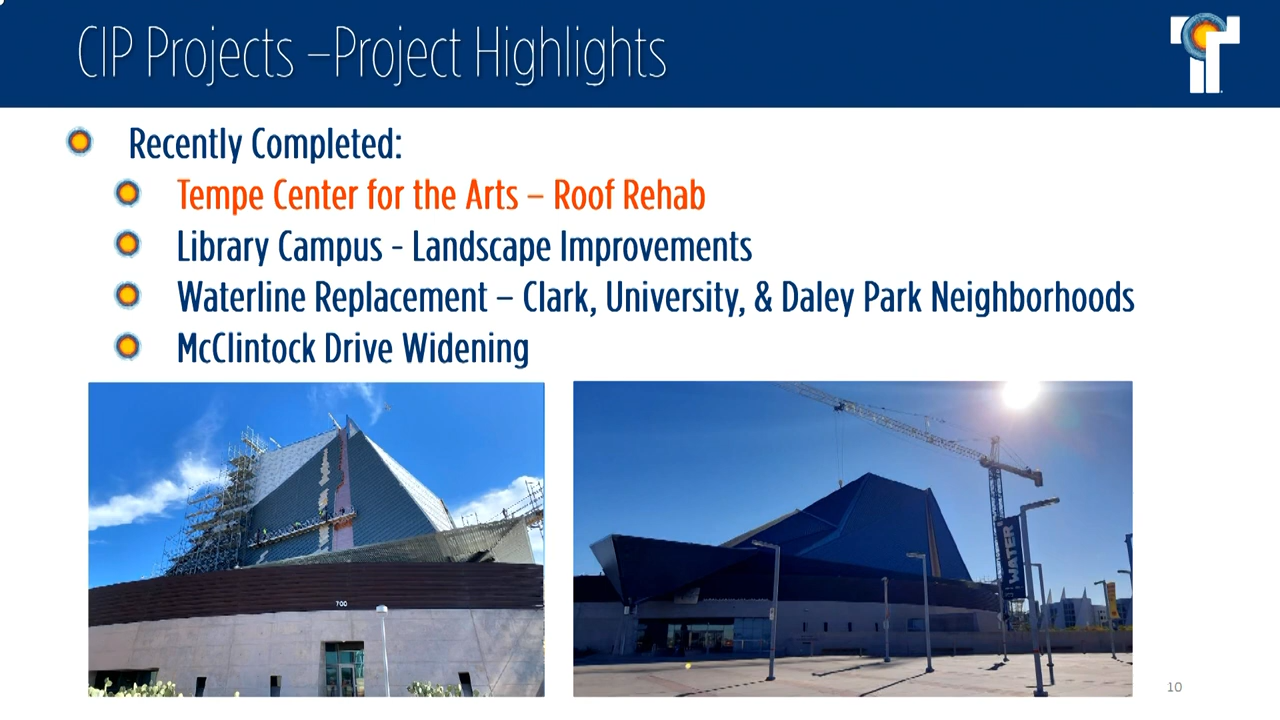 CIP Projects –Project Highlights
Recently Completed:
Tempe Center for the Arts – Roof Rehab
Library Campus - Landscape Improvements
Waterline Replacement – Clark, University, & Daley Park Neighborhoods
McClintock Drive Widening
700
WATER
10